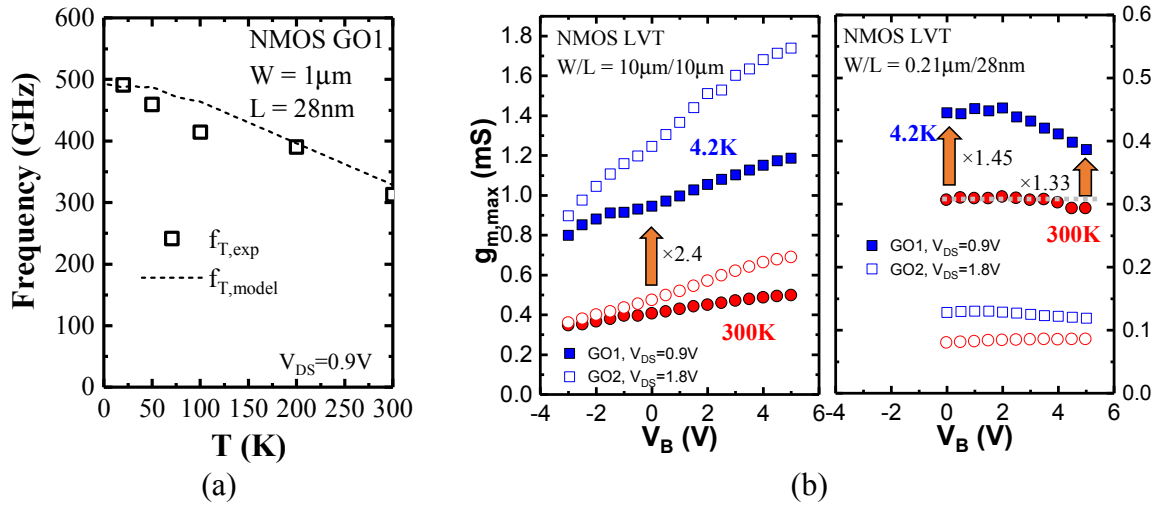 600
500
400
300
200
100
0
Frequency (GHz)
NMOS GO1
W = 1μm
L = 28nm
f_T,exp
f_T,model
V_DS=0.9V
0 50 100 150 200 250 300
T (K)
(a)
1.8
1.6
1.4
1.2
1.0
0.8
0.6
0.4
0.2
0.0
g_m,max (mS)
NMOS LVT
W/L = 10μm/10μm
4.2K
×2.4
300K
GO1, V_DS=0.9V
GO2, V_DS=1.8V
-4 -2 0 2 4 6
V_B (V)
NMOS LVT
W/L = 0.21μm/28nm
4.2K
×1.45
×1.33
300K
GO1, V_DS=0.9V
GO2, V_DS=1.8V
-4 -2 0 2 4 6
V_B (V)
0.6
0.5
0.4
0.3
0.2
0.1
0.0
(b)